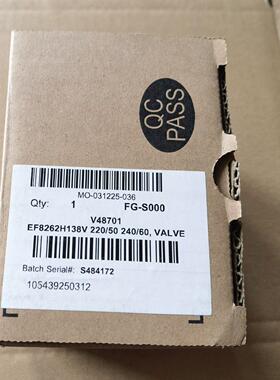 QC
PASS
MO-031225-036
Qty: 1 FG-S000
V48701
EF8262H138V 220/50 240/60, VALVE
Batch Serial#: S484172
105439250312